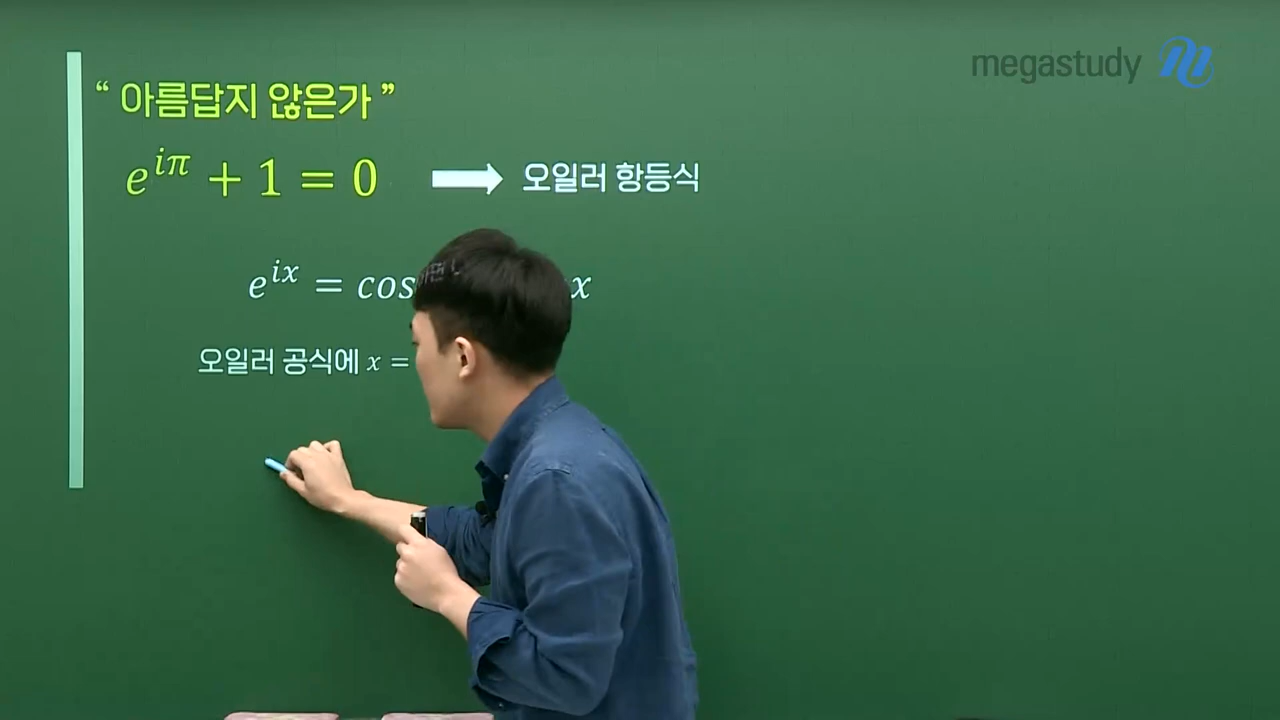 megastudy
“ 아름답지 않은가 ”
e^{iπ} + 1 = 0 → 오일러 항등식
e^{ix} = cos x
오일러 공식에 x =